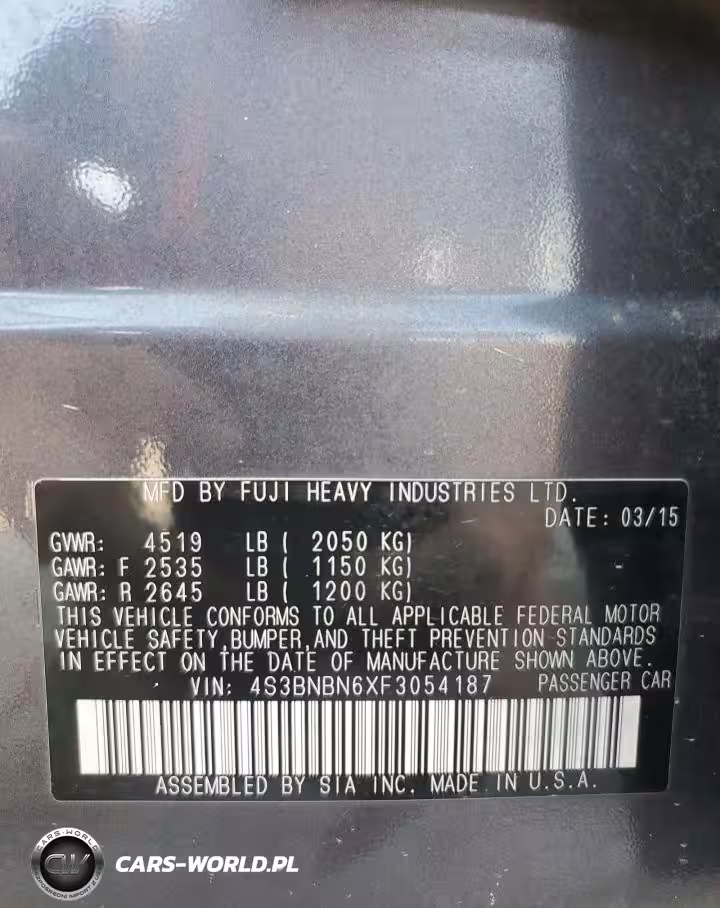 MFD BY FUJI HEAVY INDUSTRIES LTD.
DATE: 03/15
GVWR: 4519 LB ( 2050 KG)
GAWR: F 2535 LB ( 1150 KG)
GAWR: R 2645 LB ( 1200 KG)
THIS VEHICLE CONFORMS TO ALL APPLICABLE FEDERAL MOTOR
VEHICLE SAFETY,BUMPER,AND THEFT PREVENTION STANDARDS
IN EFFECT ON THE DATE OF MANUFACTURE SHOWN ABOVE.
VIN: 4S3BNBN6XF3054187 PASSENGER CAR
ASSEMBLED BY SIA INC. MADE IN U.S.A.
CARS-WORLD
CW
CARS-WORLD.PL